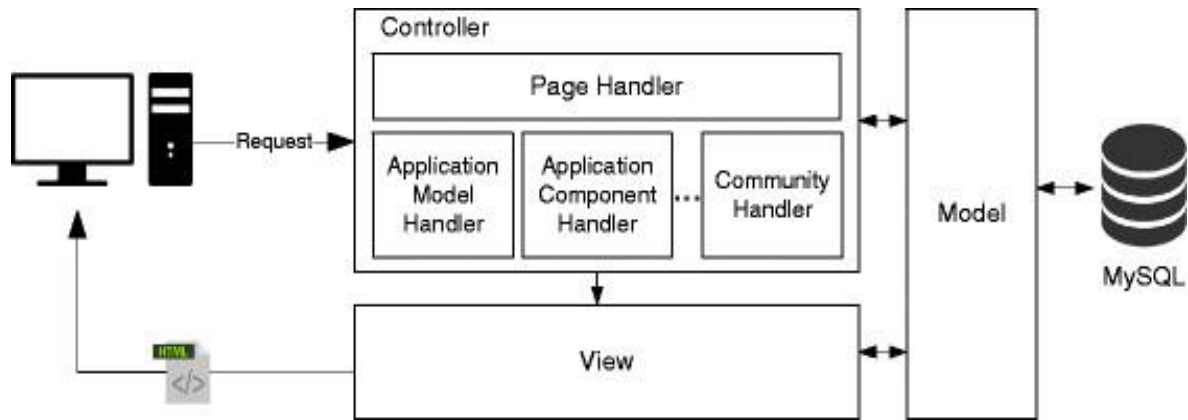 Controller
Page Handler
Request
Application
Model
Handler
Application
Component
Handler
....
Community
Handler
Model
MySQL
View
HTML
</>